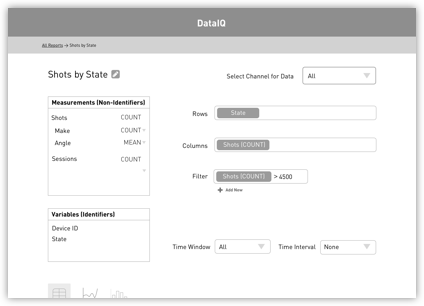 DataIQ
All Reports → Shots by State
Shots by State
Select Channel for Data All
Measurements (Non-Identifiers)
Shots COUNT
Make COUNT
Angle MEAN
Sessions COUNT
Rows State
Columns Shots (COUNT)
Filter Shots (COUNT) > 4500
+ Add New
Variables (Identifiers)
Device ID
State
Time Window All Time Interval None